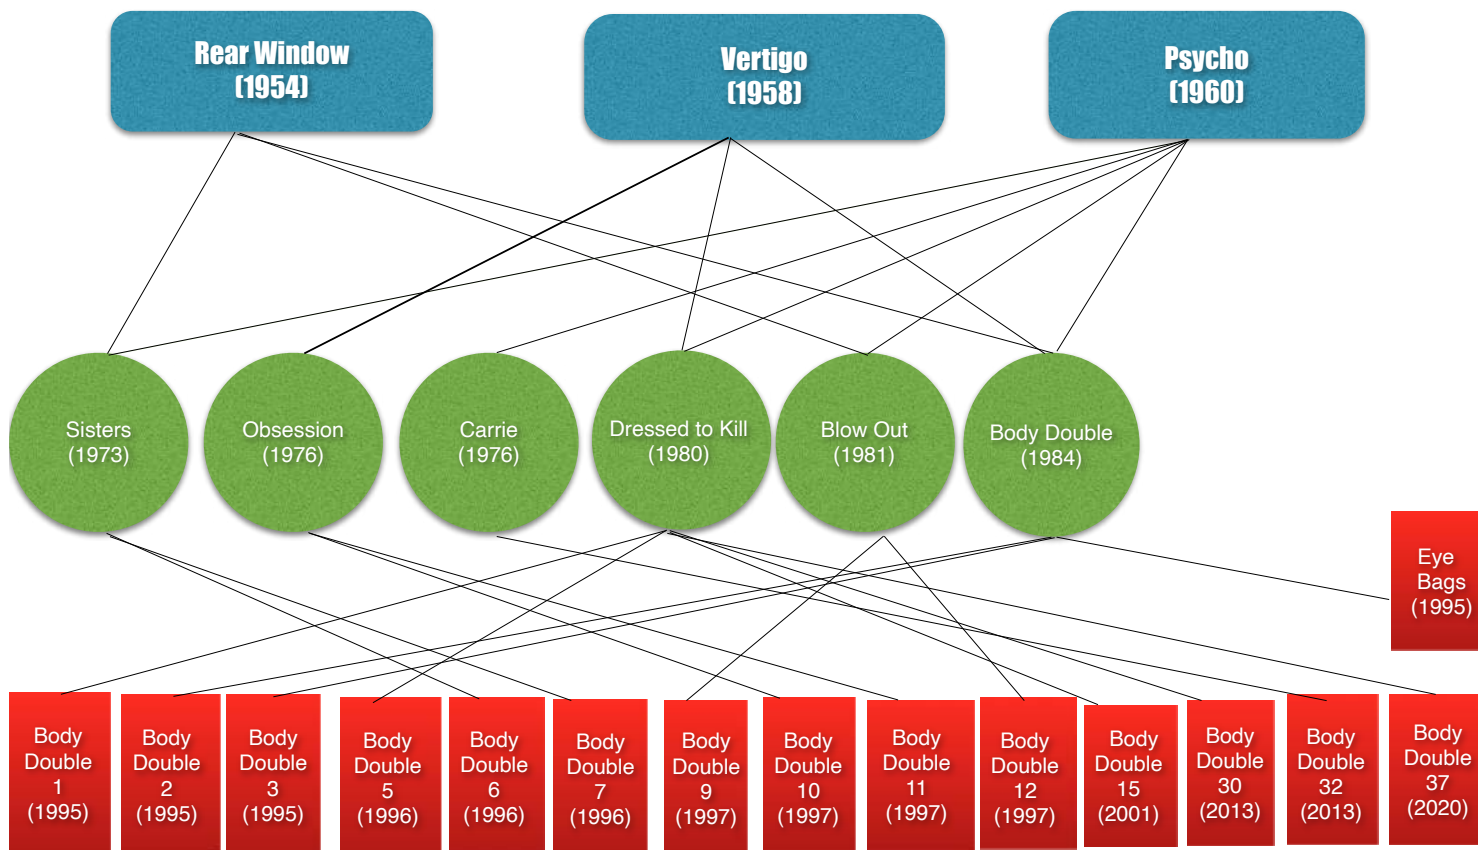 Rear Window
(1954)
Vertigo
(1958)
Psycho
(1960)
Sisters
(1973)
Obsession
(1976)
Carrie
(1976)
Dressed to Kill
(1980)
Blow Out
(1981)
Body Double
(1984)
Eye
Bags
(1995)
Body
Double
1
(1995)
Body
Double
2
(1995)
Body
Double
3
(1995)
Body
Double
5
(1996)
Body
Double
6
(1996)
Body
Double
7
(1996)
Body
Double
9
(1997)
Body
Double
10
(1997)
Body
Double
11
(1997)
Body
Double
12
(1997)
Body
Double
15
(2001)
Body
Double
30
(2013)
Body
Double
32
(2013)
Body
Double
37
(2020)